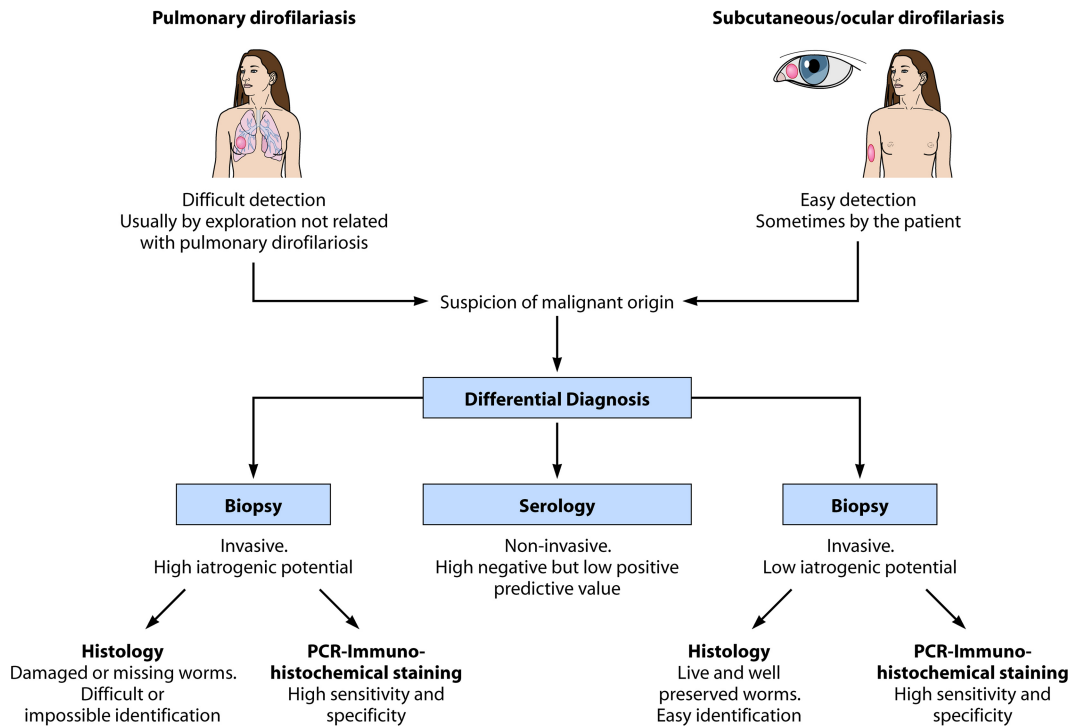 Pulmonary dirofilariasis
Subcutaneous/ocular dirofilariasis
Difficult detection
Usually by exploration not related
with pulmonary dirofilariosis
Easy detection
Sometimes by the patient
Suspicion of malignant origin
Differential Diagnosis
Biopsy
Invasive.
High iatrogenic potential
Serology
Non-invasive.
High negative but low positive
predictive value
Biopsy
Invasive.
Low iatrogenic potential
Histology
Damaged or missing worms.
Difficult or
impossible identification
PCR-Immuno-
histochemical staining
High sensitivity and
specificity
Histology
Live and well
preserved worms.
Easy identification
PCR-Immuno-
histochemical staining
High sensitivity and
specificity